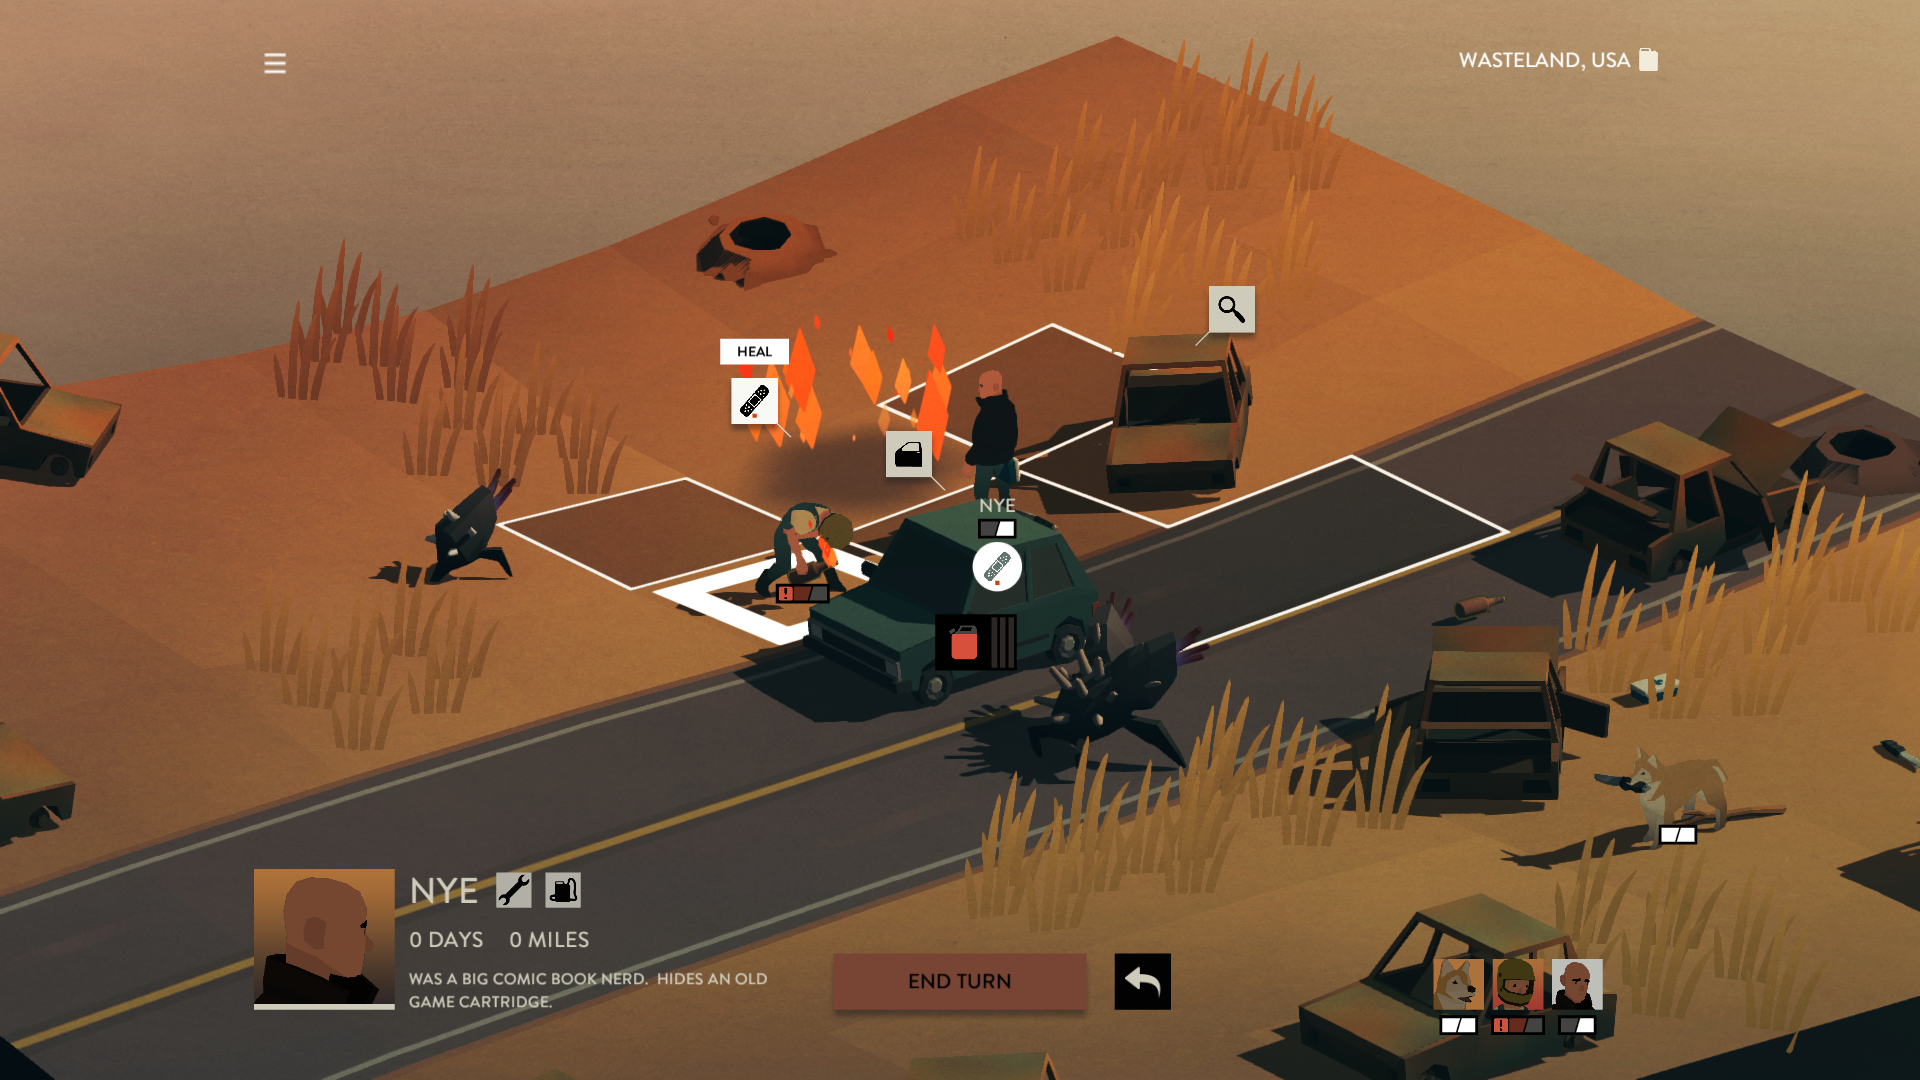 WASTELAND, USA
HEAL
NYE
!
NYE
0 DAYS 0 MILES
WAS A BIG COMIC BOOK NERD. HIDES AN OLD
GAME CARTRIDGE.
END TURN
!